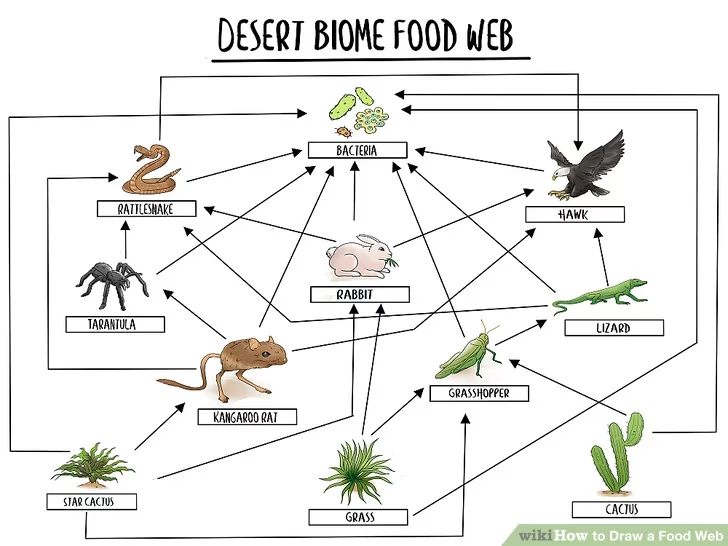 DESERT BIOME FOOD WEB
BACTERIA
RATTLESNAKE
HAWK
RABBIT
TARANTULA
LIZARD
GRASSHOPPER
KANGAROO RAT
STAR CACTUS
GRASS
CACTUS
wikiHow to Draw a Food Web